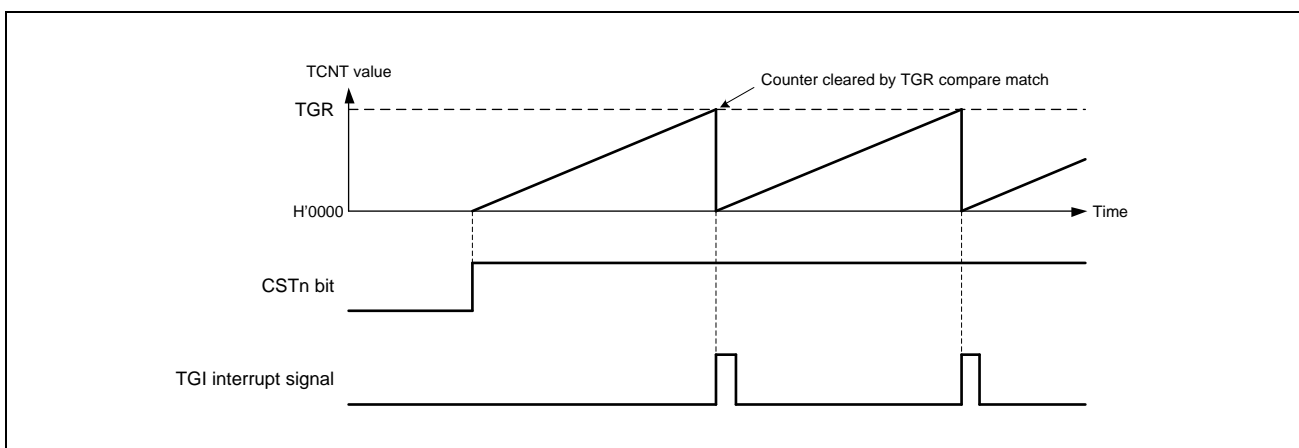 TCNT value
Counter cleared by TGR compare match
TGR
H'0000
Time
CSTn bit
TGI interrupt signal